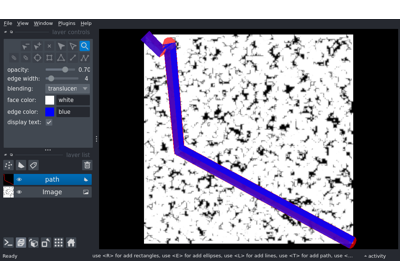 File View Window Plugins Help
layer controls
opacity: 0.70
edge width: 4
blending: translucen
face color: white
edge color: blue
display text:
layer list
path
Image
Ready use <R> for add rectangles, use <E> for add ellipses, use <L> for add lines, use <T> for add path, use <... activity